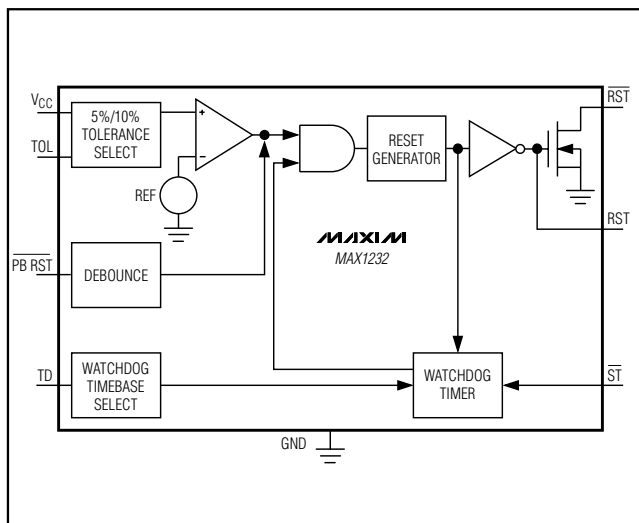 VCC
5%/10%
TOLERANCE
SELECT
TOL
+
−
REF
RESET
GENERATOR
RST
RST
PB RST
DEBOUNCE
MAXIM
MAX1232
TD
WATCHDOG
TIMEBASE
SELECT
WATCHDOG
TIMER
ST
GND